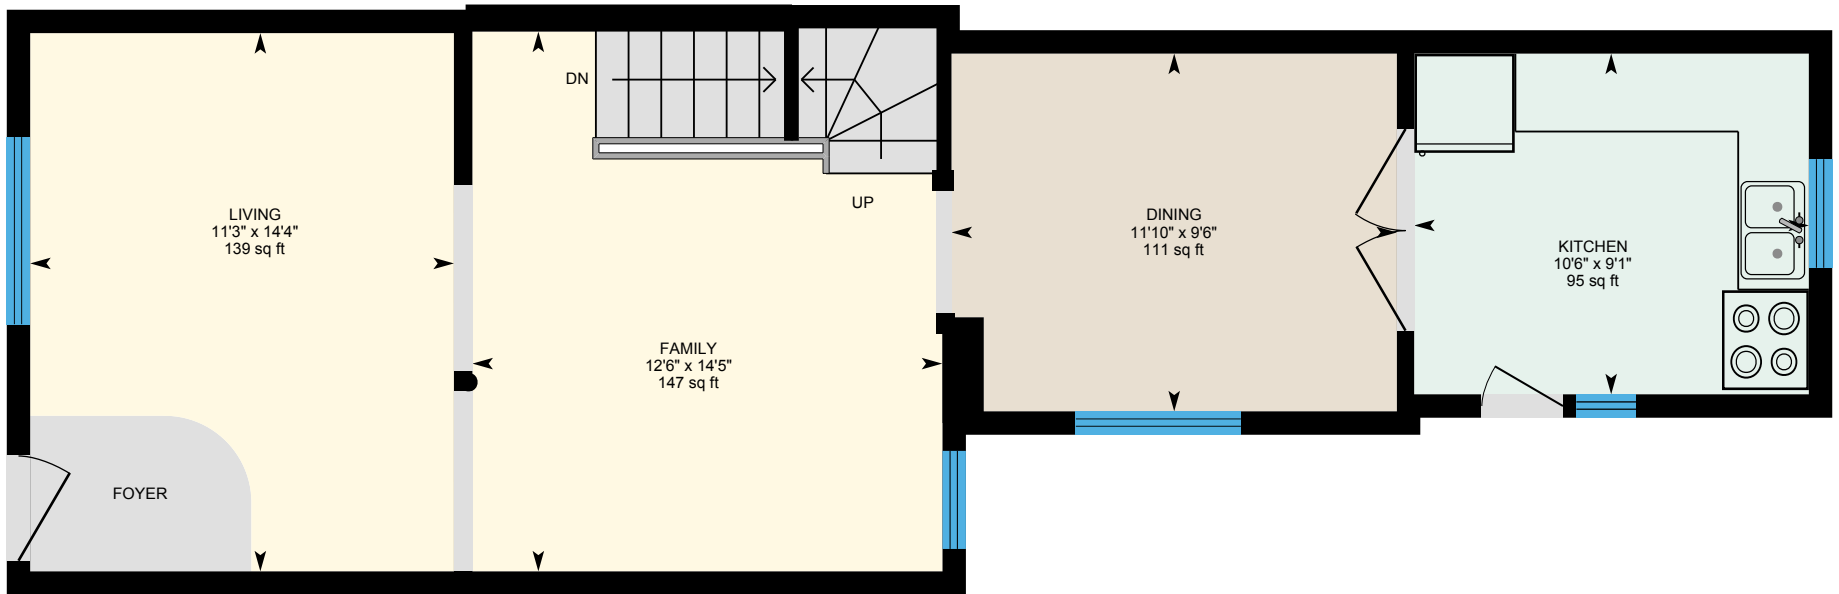 LIVING
11'3" x 14'4"
139 sq ft
FOYER
DN
UP
FAMILY
12'6" x 14'5"
147 sq ft
DINING
11'10" x 9'6"
111 sq ft
KITCHEN
10'6" x 9'1"
95 sq ft